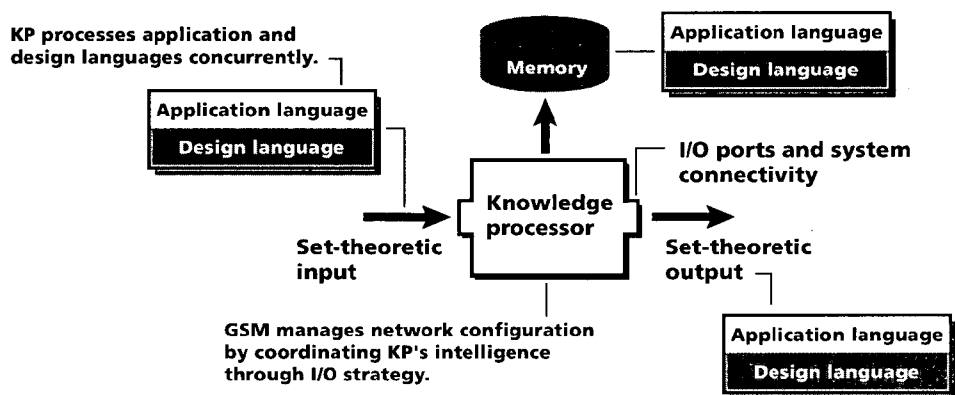 KP processes application and
design languages concurrently.
Application language
Design language
Memory
Application language
Design language
I/O ports and system
connectivity
Knowledge
processor
Set-theoretic
input
Set-theoretic
output
GSM manages network configuration
by coordinating KP's intelligence
through I/O strategy.
Application language
Design language